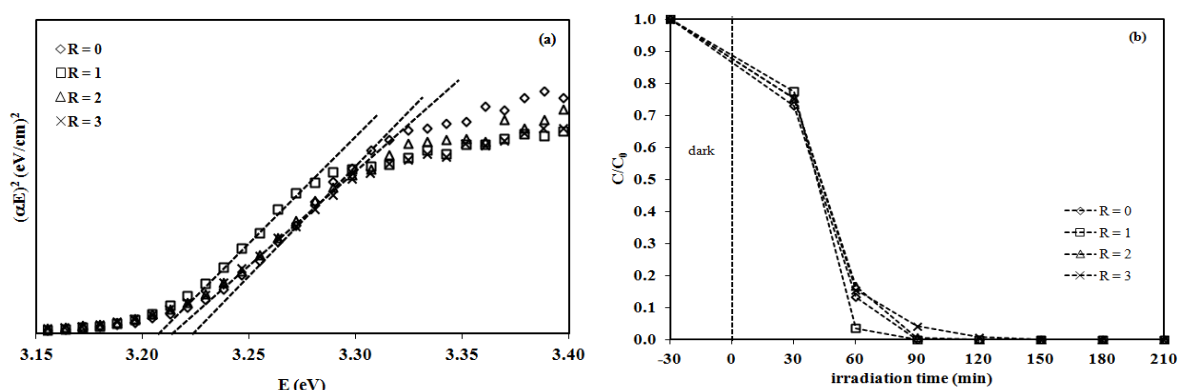 (a)
◇ R = 0
□ R = 1
△ R = 2
× R = 3
(αE)² (eV/cm)²
3.15 3.20 3.25 3.30 3.35 3.40
E (eV)
(b)
1.0
0.9
0.8
0.7
0.6
0.5
0.4
0.3
0.2
0.1
0.0
C/C₀
dark
R = 0
R = 1
R = 2
R = 3
-30 0 30 60 90 120 150 180 210
irradiation time (min)